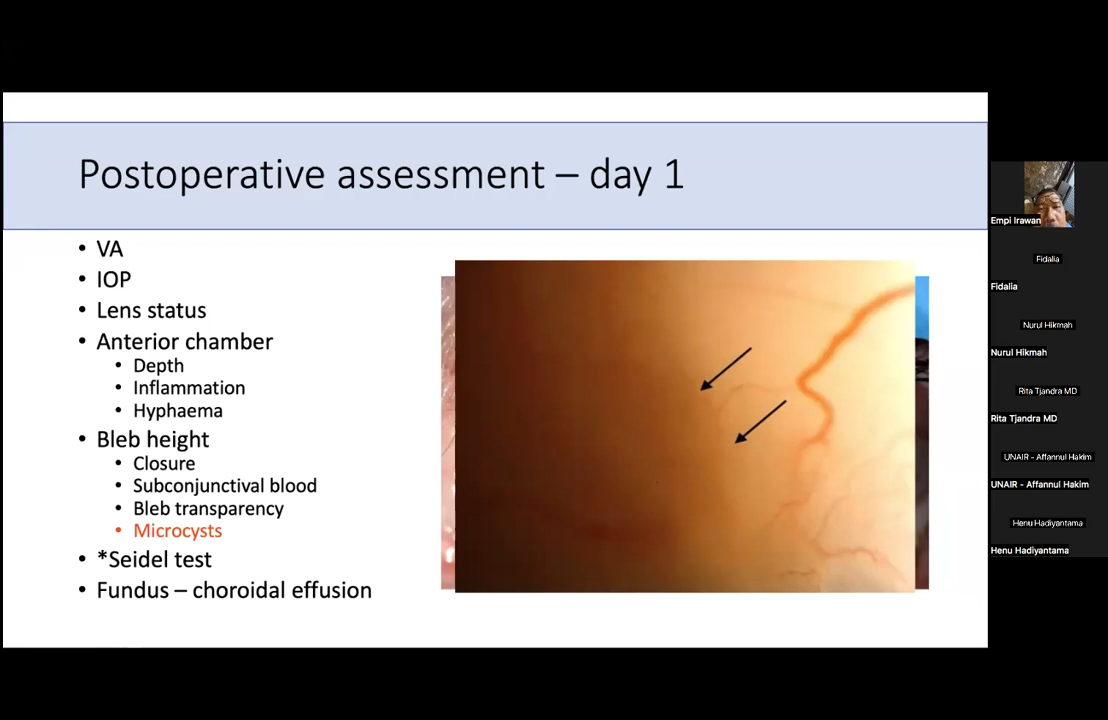 Postoperative assessment – day 1
• VA
• IOP
• Lens status
• Anterior chamber
• Depth
• Inflammation
• Hyphaema
• Bleb height
• Closure
• Subconjunctival blood
• Bleb transparency
• Microcysts
• *Seidel test
• Fundus – choroidal effusion
Empi Irawan
Fidalia
Fidalia
Nurul Hikmah
Nurul Hikmah
Rita Tjandra MD
Rita Tjandra MD
UNAIR - Affannul Hakim
UNAIR - Affannul Hakim
Henu Hadiyantama
Henu Hadiyantama